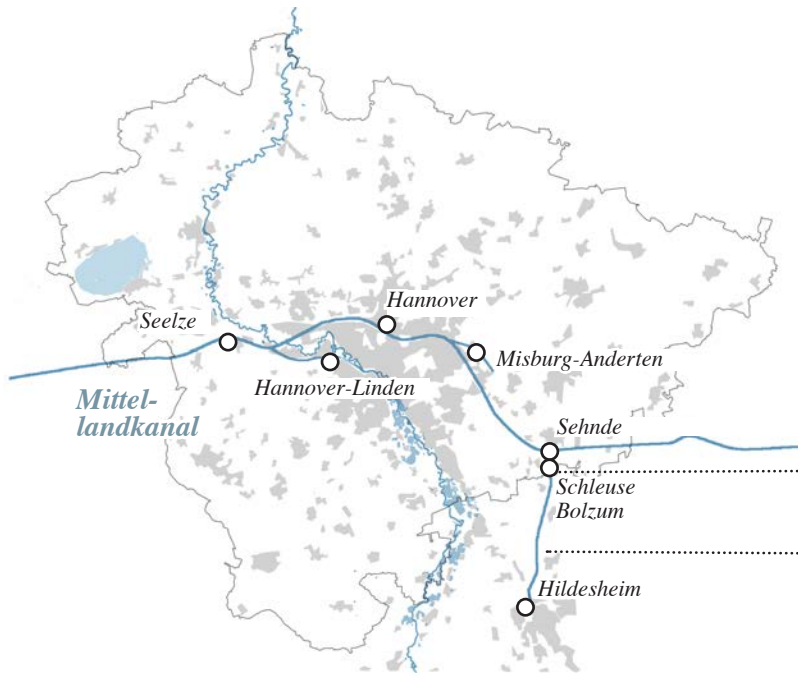 Hannover
Seelze
Misburg-Anderten
Hannover-Linden
Mittel-
landkanal
Sehnde
Schleuse
Bolzum
Hildesheim